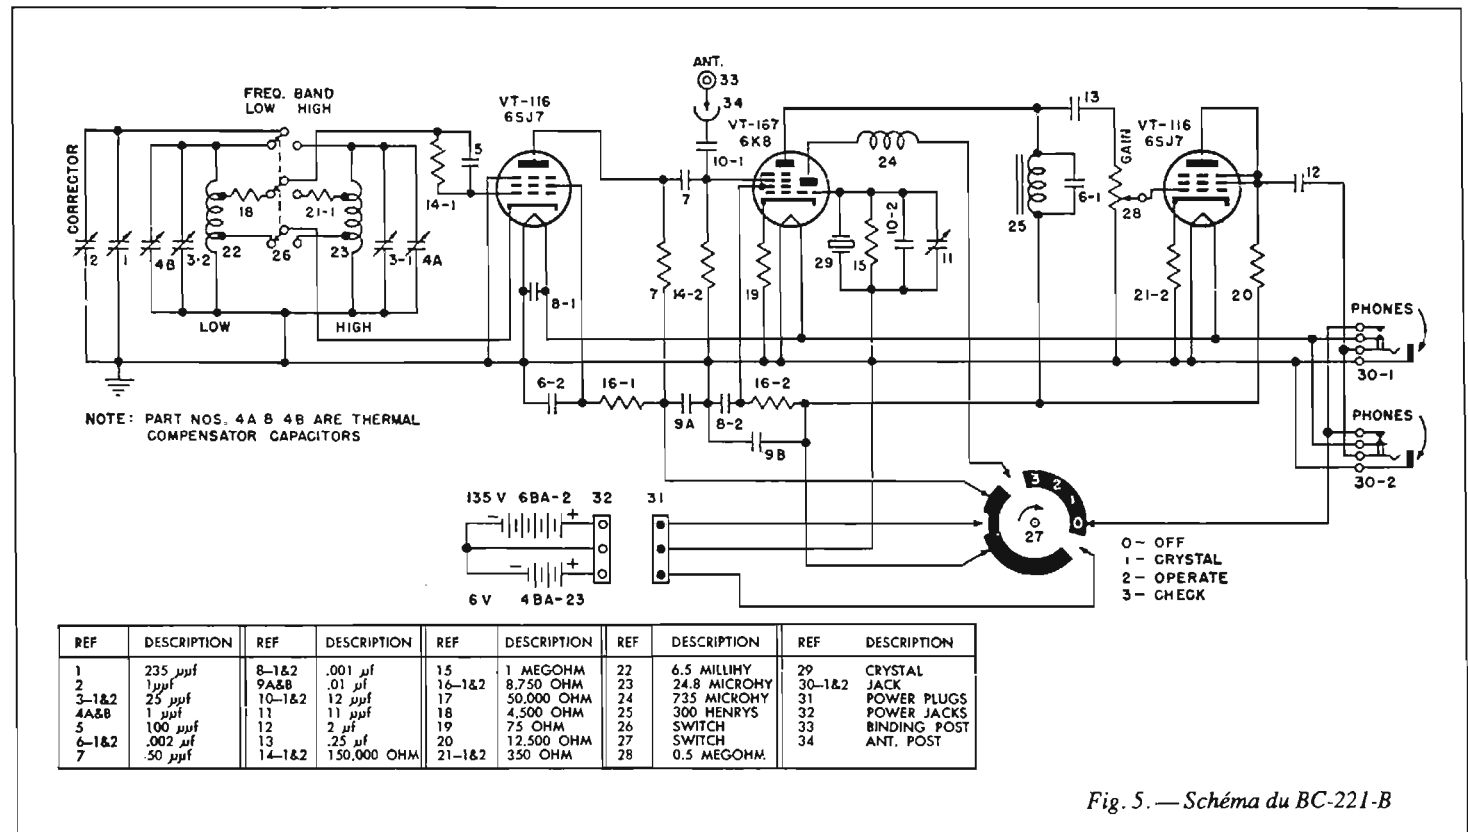 ANT.
33
34
FREQ. BAND
LOW HIGH
VT-116
6SJ7
VT-167
6K8
13
VT-116
6SJ7
GAIN
5
10-1
24
12
CORRECTOR
14-1
7
10-2
6-1
28
18
21-1
2
1
4B
3-2
22
26
23
3-1
4A
29
15
11
25
8-1
7
14-2
19
21-2
20
LOW
HIGH
PHONES
30-1
6-2
16-1
9A
8-2
16-2
9B
NOTE: PART NOS. 4A & 4B ARE THERMAL
COMPENSATOR CAPACITORS
PHONES
30-2
135 V 6BA-2 32 31
- +
- +
6 V 4BA-23
3 2 1 0
27
0- OFF
1- CRYSTAL
2- OPERATE
3- CHECK
REF DESCRIPTION REF DESCRIPTION REF DESCRIPTION REF DESCRIPTION REF DESCRIPTION
1 235 µµf 8-1&2 .001 µf 15 1 MEGOHM 22 6.5 MILLIHY 29 CRYSTAL
2 1µµf 9A&B .01 µf 16-1&2 8,750 OHM 23 24.8 MICROHY 30-1&2 JACK
3-1&2 25 µµf 10-1&2 12 µµf 17 50,000 OHM 24 735 MICROHY 31 POWER PLUGS
4A&B 1 µµf 11 11 µµf 18 4,500 OHM 25 300 HENRYS 32 POWER JACKS
5 100 µµf 12 2 µf 19 75 OHM 26 SWITCH 33 BINDING POST
6-1&2 .002 µf 13 .25 µf 20 12,500 OHM 27 SWITCH 34 ANT. POST
7 50 µµf 14-1&2 150,000 OHM 21-1&2 350 OHM 28 0.5 MEGOHM.
Fig. 5. — Schéma du BC-221-B